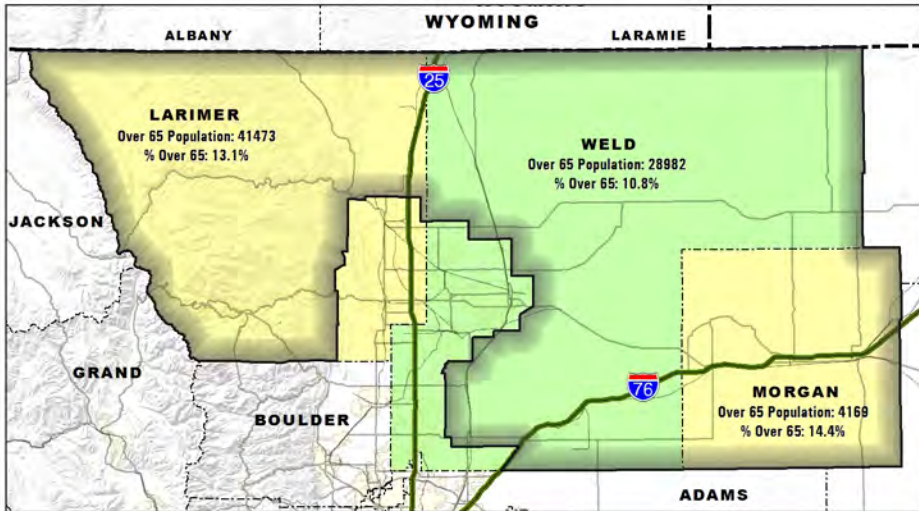 WYOMING
ALBANY
LARAMIE
25
LARIMER
Over 65 Population: 41473
% Over 65: 13.1%
WELD
Over 65 Population: 28982
% Over 65: 10.8%
JACKSON
GRAND
76
MORGAN
Over 65 Population: 4169
% Over 65: 14.4%
BOULDER
ADAMS